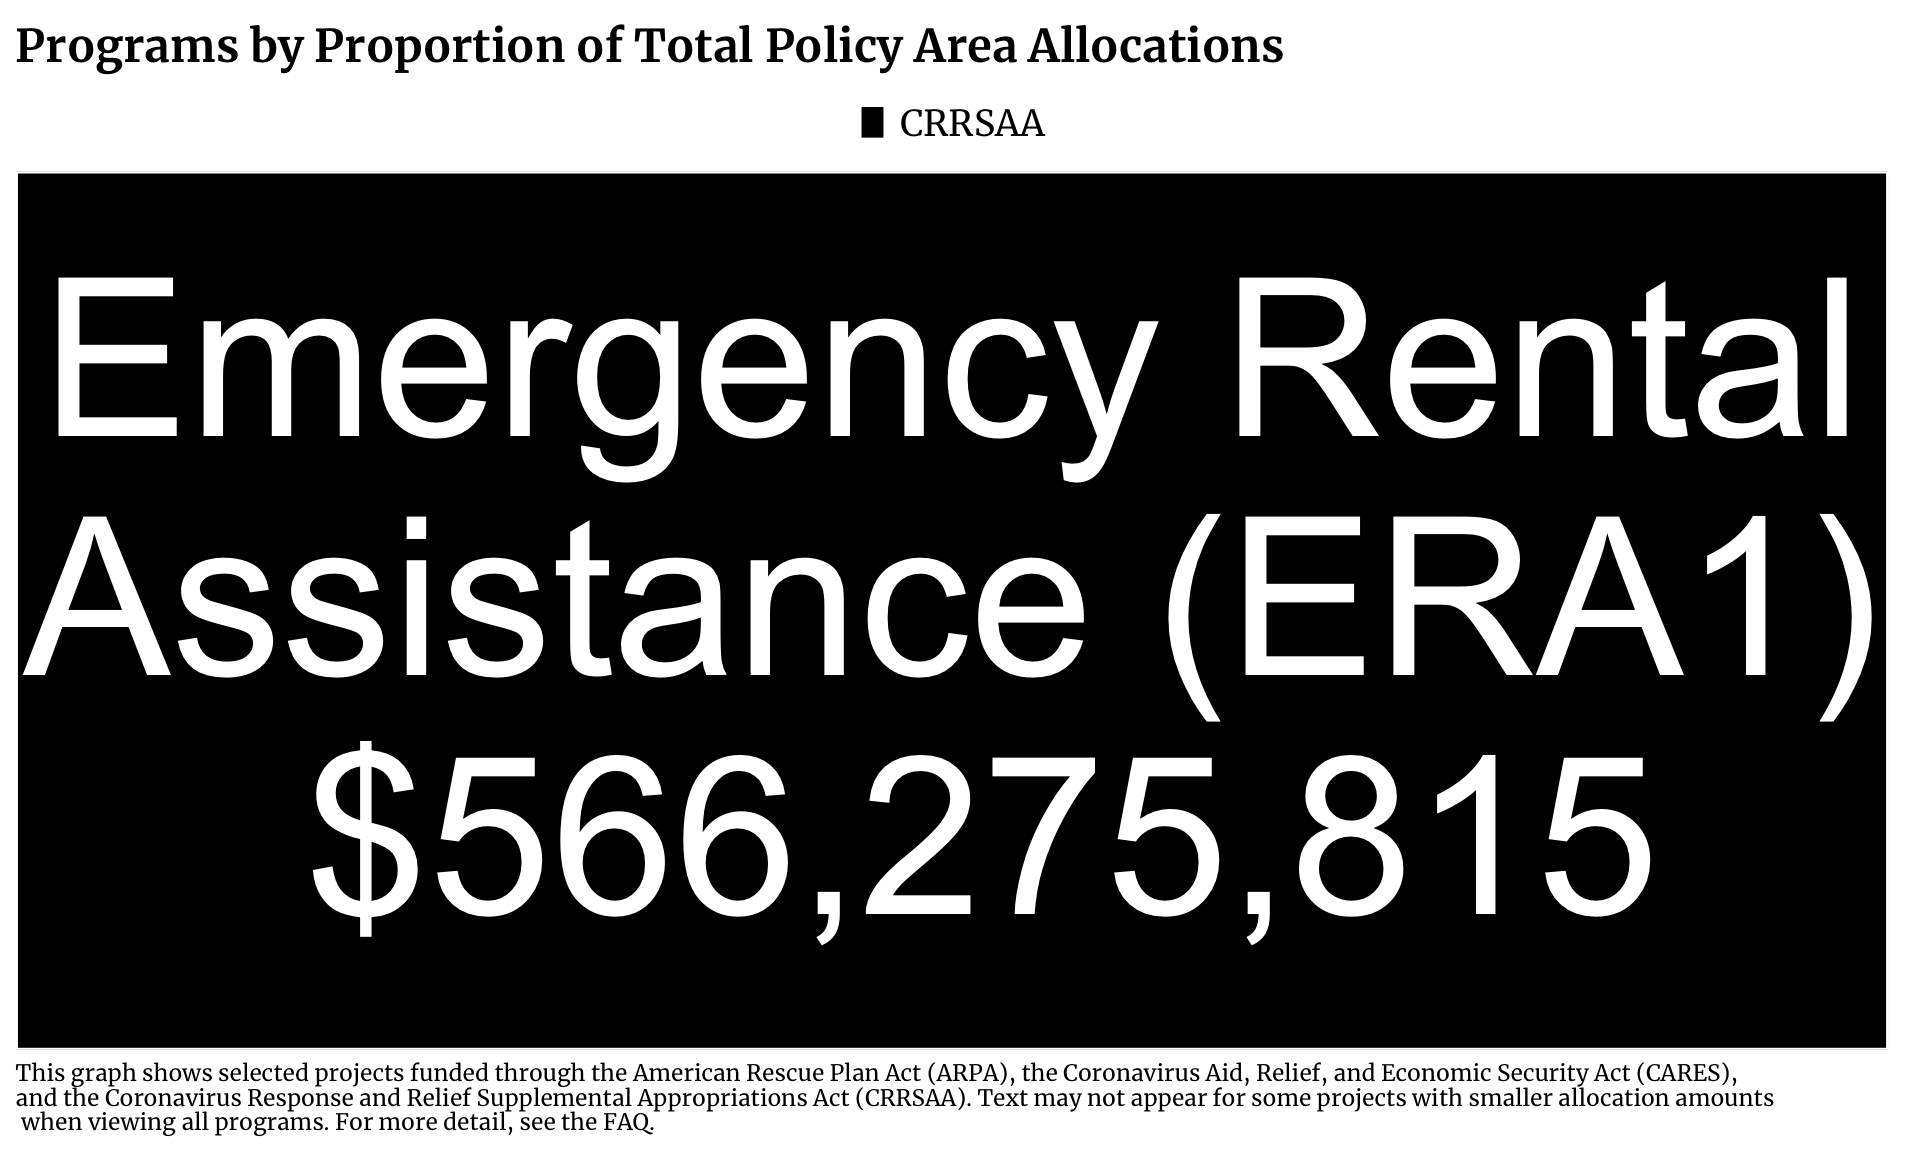 Programs by Proportion of Total Policy Area Allocations
CRRSAA
Emergency Rental
Assistance (ERA1)
$566,275,815
This graph shows selected projects funded through the American Rescue Plan Act (ARPA), the Coronavirus Aid, Relief, and Economic Security Act (CARES),
and the Coronavirus Response and Relief Supplemental Appropriations Act (CRRSAA). Text may not appear for some projects with smaller allocation amounts
when viewing all programs. For more detail, see the FAQ.